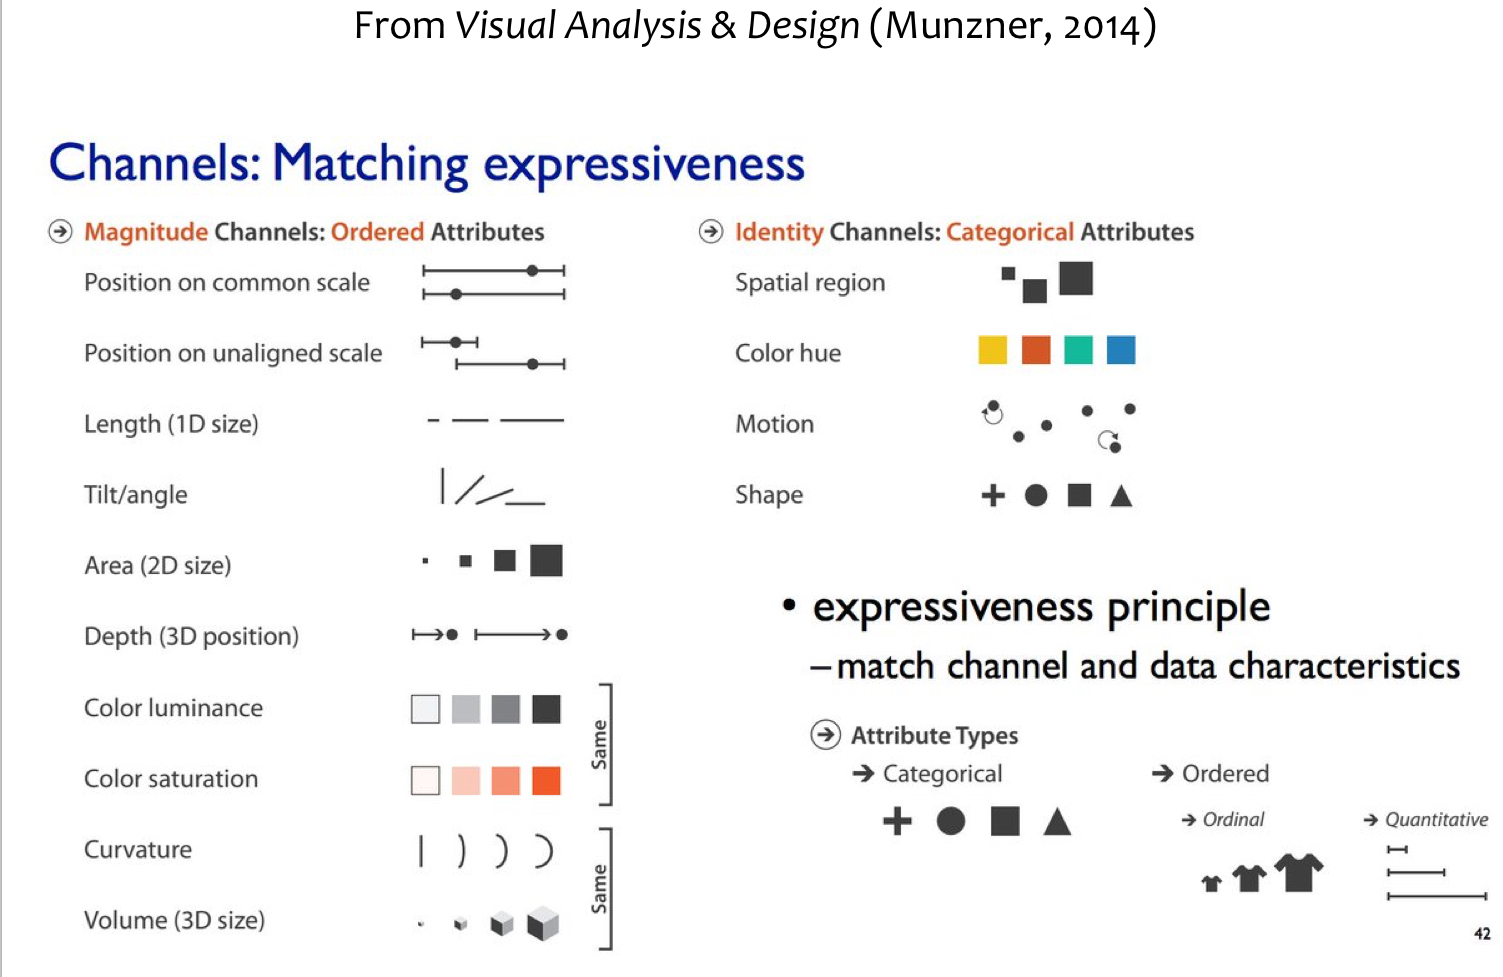 From Visual Analysis & Design (Munzner, 2014)
Channels: Matching expressiveness
Magnitude Channels: Ordered Attributes
Position on common scale
Position on unaligned scale
Length (1D size)
Tilt/angle
Area (2D size)
Depth (3D position)
Color luminance
Color saturation
Same
Curvature
Volume (3D size)
Same
Identity Channels: Categorical Attributes
Spatial region
Color hue
Motion
Shape
• expressiveness principle
– match channel and data characteristics
Attribute Types
→ Categorical
→ Ordered
→ Ordinal
→ Quantitative
42